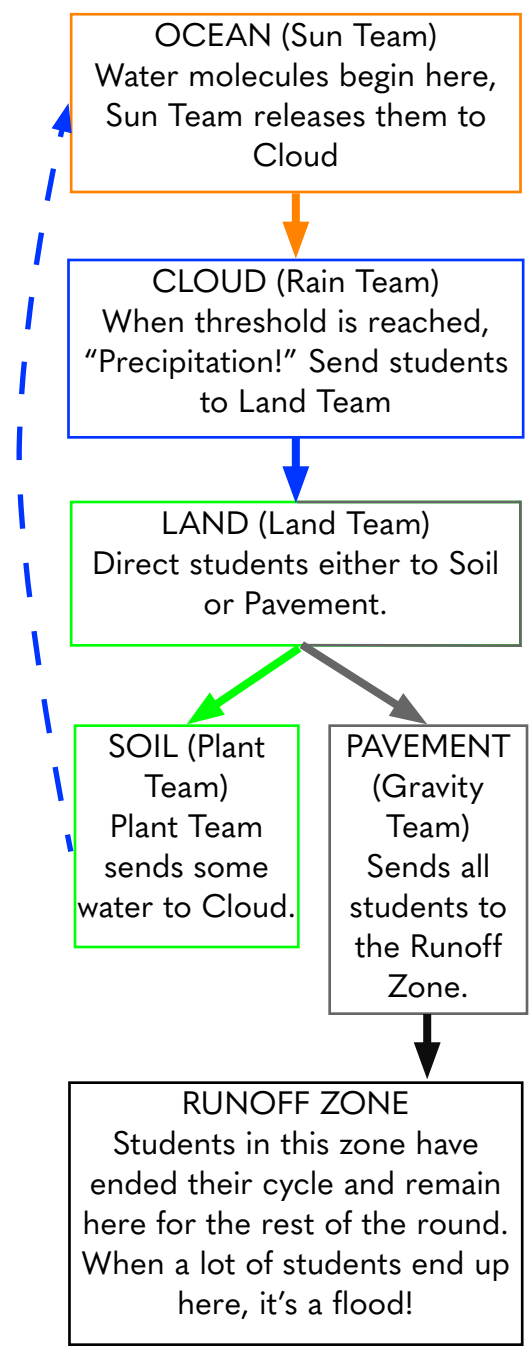 OCEAN (Sun Team)
Water molecules begin here,
Sun Team releases them to
Cloud
CLOUD (Rain Team)
When threshold is reached,
“Precipitation!” Send students
to Land Team
LAND (Land Team)
Direct students either to Soil
or Pavement.
SOIL (Plant
Team)
Plant Team
sends some
water to Cloud.
PAVEMENT
(Gravity
Team)
Sends all
students to
the Runoff
Zone.
RUNOFF ZONE
Students in this zone have
ended their cycle and remain
here for the rest of the round.
When a lot of students end up
here, it’s a flood!